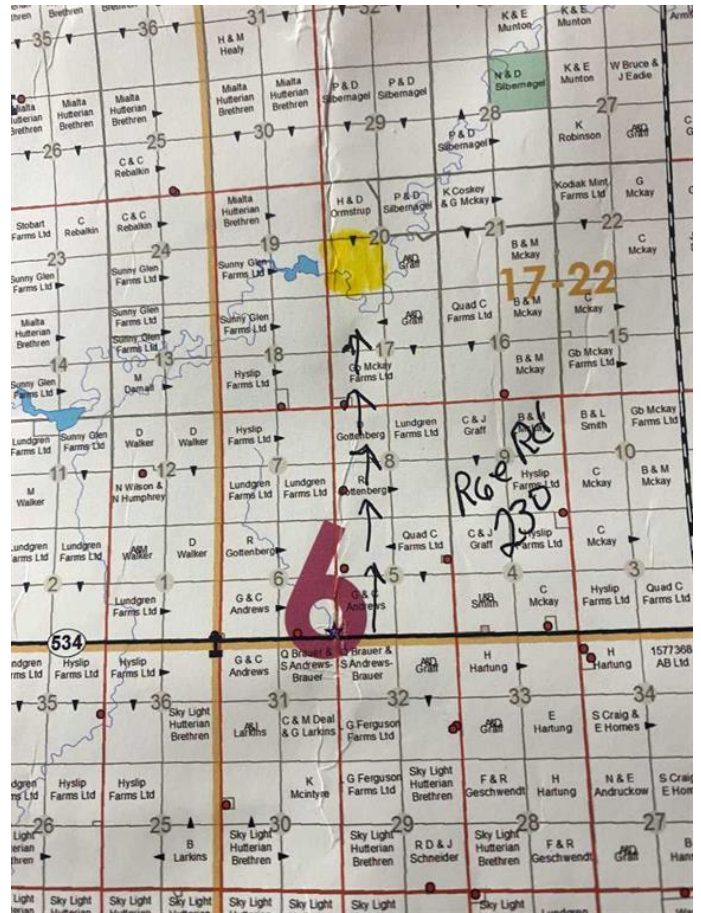 Brethren
Brethren
31
32
K & E
Munton
K & E
Munton
35
36
H & M
Healy
Mialta
Hutterian
Brethren
Mialta
Hutterian
Brethren
Mialta
Hutterian
Brethren
Mialta
Hutterian
Brethren
P & D
Silbernagel
P & D
Silbernagel
N & D
Silbernagel
K & E
Munton
W Bruce &
J Eadie
26
25
30
29
28
27
C & C
Rebalkin
P & D
Silbernagel
K
Robinson
A&D
Graff
Stobart
Farms Ltd
C
Rebalkin
C & C
Rebalkin
Mialta
Hutterian
Brethren
H & D
Ormstrup
P & D
Silbernagel
K Coskey
& G Mckay
Kodiak Mint
Farms Ltd
G
Mckay
23
24
19
20
21
22
Sunny Glen
Farms Ltd
Sunny Glen
Farms Ltd
Sunny Glen
Farms Ltd
A&D
Graff
B & M
Mckay
C
Mckay
17-22
Mialta
Hutterian
Brethren
Sunny Glen
Farms Ltd
Sunny Glen
Farms Ltd
Sunny Glen
Farms Ltd
A&D
Graff
Quad C
Farms Ltd
B & M
Mckay
C
Mckay
14
13
18
17
16
15
Sunny Glen
Farms Ltd
M
Damall
Hyslip
Farms Ltd
Gb Mckay
Farms Ltd
B & M
Mckay
Gb Mckay
Farms Ltd
Lundgren
Farms Ltd
Sunny Glen
Farms Ltd
D
Walker
D
Walker
Hyslip
Farms Ltd
Gottenberg
Lundgren
Farms Ltd
C & J
Graff
B & M
B & L
Smith
Gb Mckay
Farms Ltd
11
12
7
8
9
10
M
Walker
N Wilson &
N Humphrey
Lundgren
Farms Ltd
Lundgren
Farms Ltd
R
Gottenberg
Hyslip
Farms Ltd
C
Mckay
B & M
Mckay
RGE Rd
230
Lundgren
Farms Ltd
Lundgren
Farms Ltd
A&M
Walker
D
Walker
R
Gottenberg
Quad C
Farms Ltd
C & J
Graff
Hyslip
Farms Ltd
C
Mckay
2
1
6
5
4
3
Lundgren
Farms Ltd
G & C
Andrews
6
G & C
Andrews
Smith
C
Mckay
Hyslip
Farms Ltd
Quad C
Farms Ltd
534
Hyslip
Farms Ltd
Hyslip
Farms Ltd
G & C
Andrews
Q Brauer &
S Andrews-
Brauer
Brauer &
S Andrews-
Brauer
A&D
Graff
H
Hartung
H
Hartung
1577368
AB Ltd
35
36
31
32
33
34
Sky Light
Hutterian
Brethren
A&I
Larkins
C & M Deal
& G Larkins
G Ferguson
Farms Ltd
A&D
Graff
E
Hartung
S Craig &
E Homes
Hyslip
Farms Ltd
Hyslip
Farms Ltd
K
Mcintyre
G Ferguson
Farms Ltd
Sky Light
Hutterian
Brethren
F & R
Geschwendt
H
Hartung
N & E
Andruckow
S Craig
E Hom
26
25
30
29
28
27
B
Larkins
Sky Light
Hutterian
Brethren
Sky Light
Hutterian
Brethren
R D & J
Schneider
Sky Light
Hutterian
Brethren
F & R
Geschwendt
A&D
Graff
Light
Sky Light
Sky Light
Sky Light
Sky Light
Sky Light
Sky Light
Sky Light